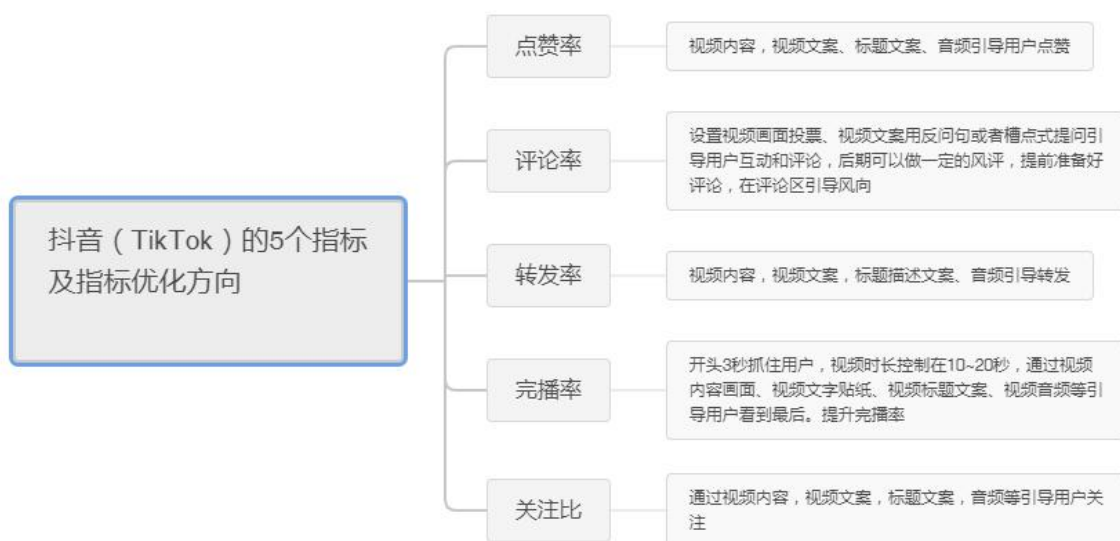 抖音（TikTok）的5个指标
及指标优化方向
点赞率
视频内容，视频文案、标题文案、音频引导用户点赞
评论率
设置视频画面投票、视频文案用反问句或者槽点式提问引
导用户互动和评论，后期可以做一定的风评，提前准备好
评论，在评论区引导风向
转发率
视频内容，视频文案，标题描述文案、音频引导转发
完播率
开头3秒抓住用户，视频时长控制在10~20秒，通过视频
内容画面、视频文字贴纸、视频标题文案、视频音频等引
导用户看到最后。提升完播率
关注比
通过视频内容，视频文案，标题文案，音频等引导用户关
注